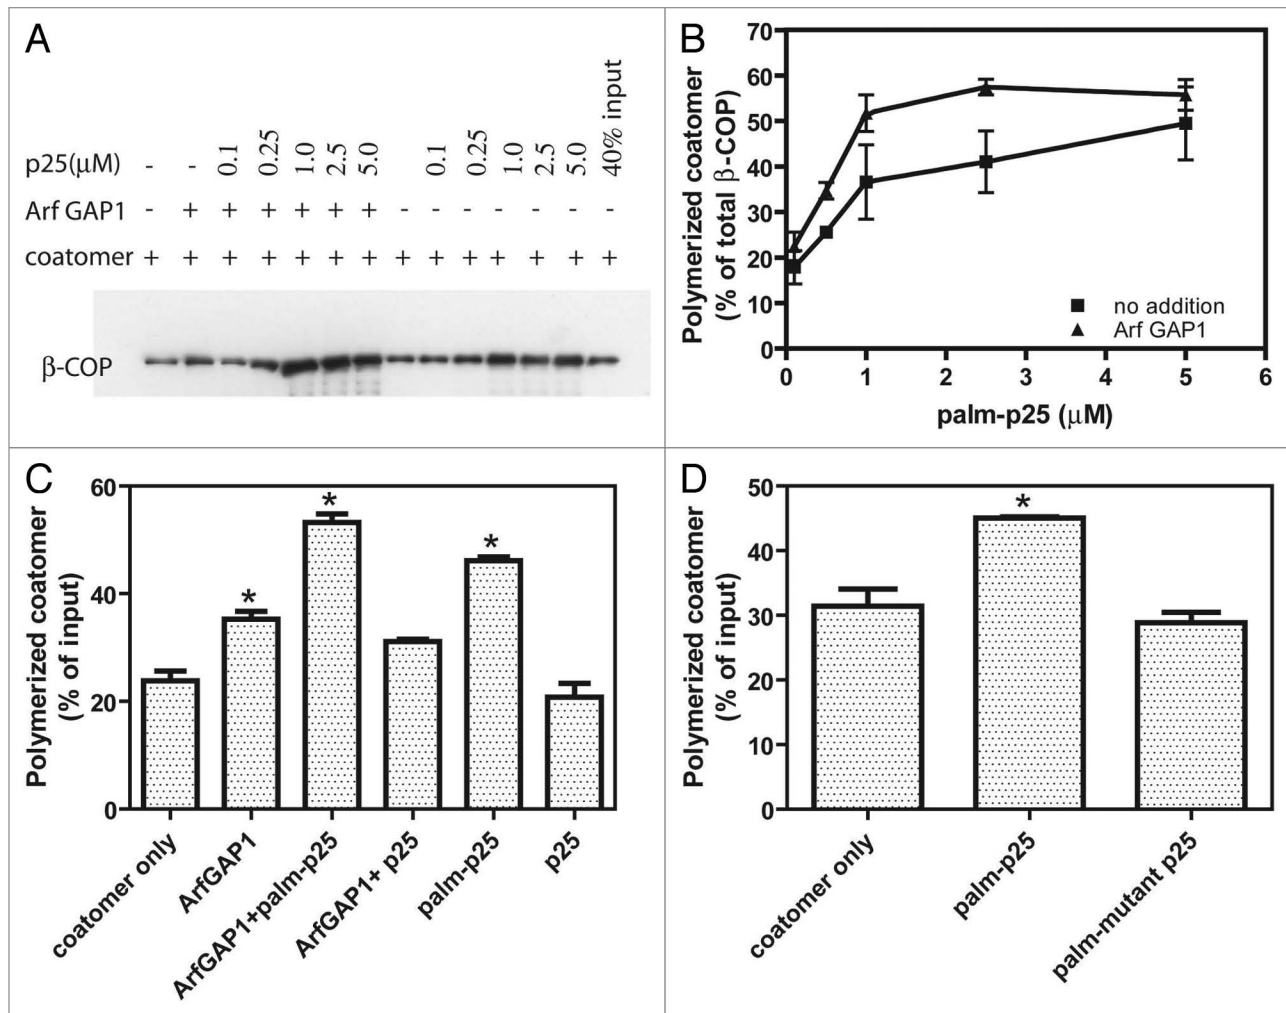 A
p25(μM) - - 0.1 0.25 1.0 2.5 5.0 0.1 0.25 1.0 2.5 5.0 40% input
Arf GAP1 - + + + + + + - - - - - - -
coatomer + + + + + + + + + + + + + +
β-COP
B
Polymerized coatomer
(% of total β-COP)
70
60
50
40
30
20
10
0
0 1 2 3 4 5 6
no addition
Arf GAP1
palm-p25 (μM)
C
Polymerized coatomer
(% of input)
60
40
20
0
* * *
coatomer only
ArfGAP1
ArfGAP1+palm-p25
ArfGAP1+ p25
palm-p25
p25
D
Polymerized coatomer
(% of input)
50
40
30
20
10
0
*
coatomer only
palm-p25
palm-mutant p25